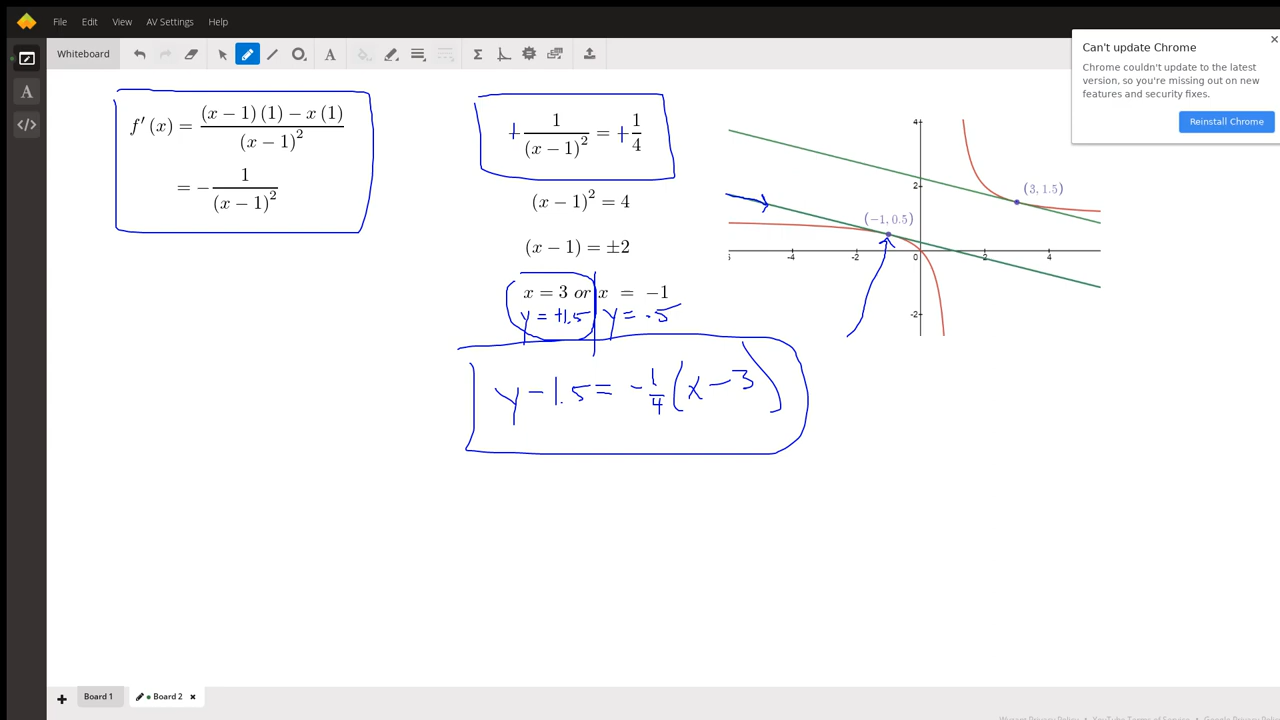 File Edit View AV Settings Help
Whiteboard
A
Σ
A
Can't update Chrome
Chrome couldn't update to the latest
version, so you're missing out on new
features and security fixes.
Reinstall Chrome
f′(x) = ((x − 1)(1) − x(1))/(x − 1)²
= − 1/(x − 1)²
+ 1/(x − 1)² = + 1/4
(x − 1)² = 4
(x − 1) = ±2
x = 3 or x = −1
y = +1.5 y = .5
y − 1.5 = − 1/4 (x − 3)
4
(3, 1.5)
2
(−1, 0.5)
-4 -2 0 2 4
-2
Board 1 Board 2